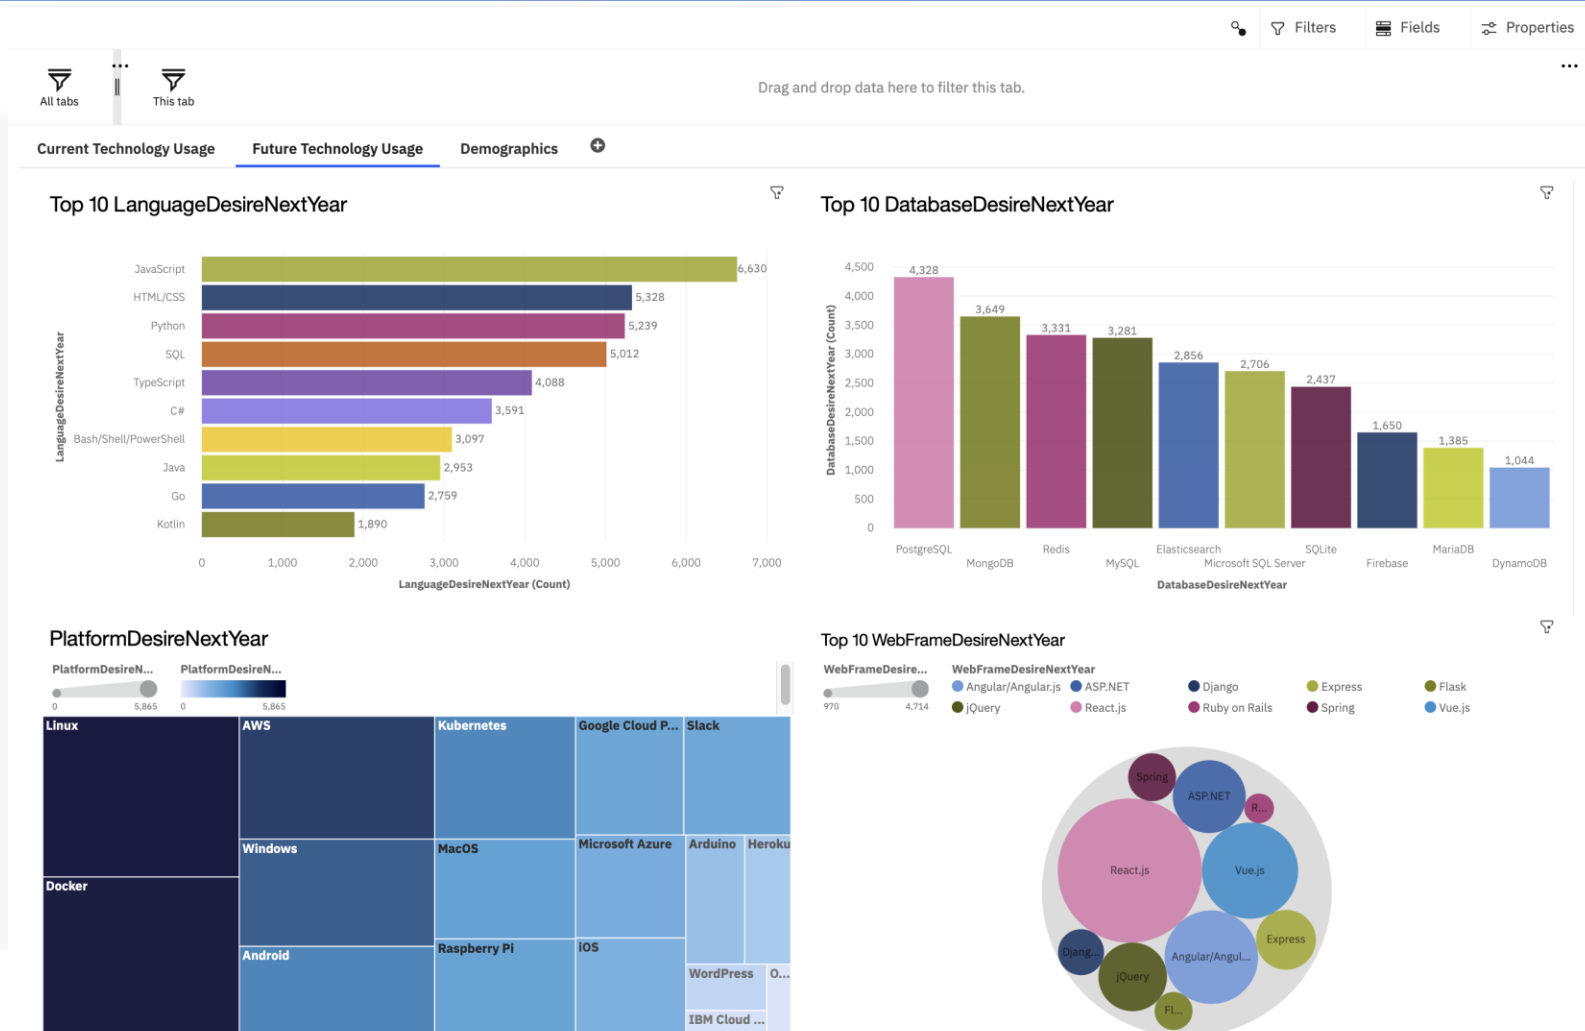 Filters
Fields
Properties
All tabs
This tab
Drag and drop data here to filter this tab.
Current Technology Usage
Future Technology Usage
Demographics
Top 10 LanguageDesireNextYear
LanguageDesireNextYear
JavaScript 6,630
HTML/CSS 5,328
Python 5,239
SQL 5,012
TypeScript 4,088
C# 3,591
Bash/Shell/PowerShell 3,097
Java 2,953
Go 2,759
Kotlin 1,890
0 1,000 2,000 3,000 4,000 5,000 6,000 7,000
LanguageDesireNextYear (Count)
Top 10 DatabaseDesireNextYear
DatabaseDesireNextYear (Count)
4,500
4,000
3,500
3,000
2,500
2,000
1,500
1,000
500
0
4,328
3,649
3,331
3,281
2,856
2,706
2,437
1,650
1,385
1,044
PostgreSQL
MongoDB
Redis
MySQL
Elasticsearch
Microsoft SQL Server
SQLite
Firebase
MariaDB
DynamoDB
DatabaseDesireNextYear
PlatformDesireNextYear
PlatformDesireN... PlatformDesireN...
0 5,865 0 5,865
Linux
AWS
Kubernetes
Google Cloud P...
Slack
Windows
MacOS
Microsoft Azure
Arduino
Heroku
Docker
Android
Raspberry Pi
iOS
WordPress
O...
IBM Cloud ...
Top 10 WebFrameDesireNextYear
WebFrameDesire... WebFrameDesireNextYear
970 4,714
Angular/Angular.js ASP.NET Django Express Flask
jQuery React.js Ruby on Rails Spring Vue.js
Spring
ASP.NET
R...
React.js
Vue.js
Express
Djang...
Angular/Angul...
jQuery
Fl...